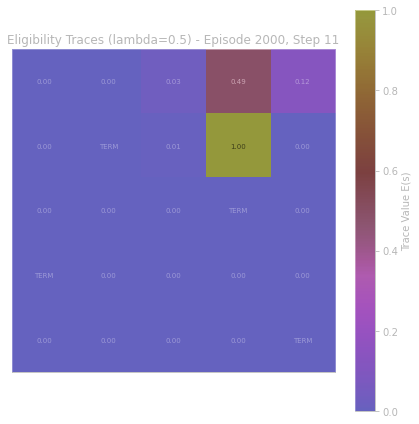 Eligibility Traces (lambda=0.5) - Episode 2000, Step 11
0.00 0.00 0.03 0.49 0.12
0.00 TERM 0.01 1.00 0.00
0.00 0.00 0.00 TERM 0.00
TERM 0.00 0.00 0.00 0.00
0.00 0.00 0.00 0.00 TERM
1.0
0.8
0.6
0.4
0.2
0.0
Trace Value E(s)